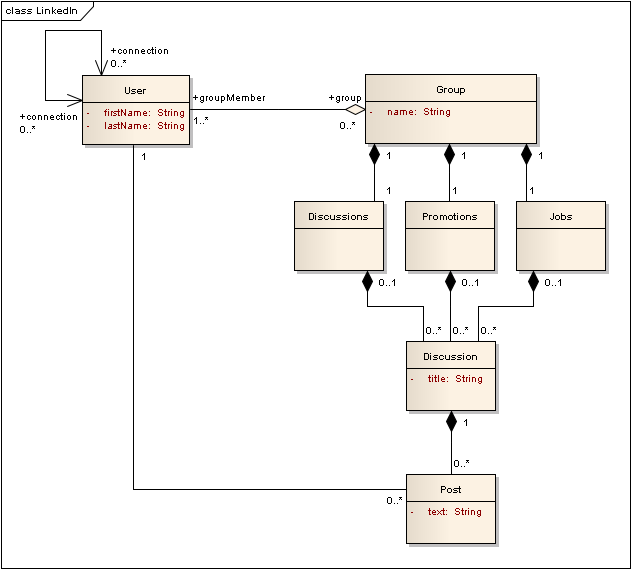 class LinkedIn
+connection
0..*
User
- firstName: String
- lastName: String
+connection
0..*
+groupMember
1..*
+group
0..*
Group
- name: String
1
1
1
1
1
1
1
Discussions
Promotions
Jobs
0..1
0..1
0..1
0..*
0..*
0..*
Discussion
- title: String
1
0..*
0..*
Post
- text: String